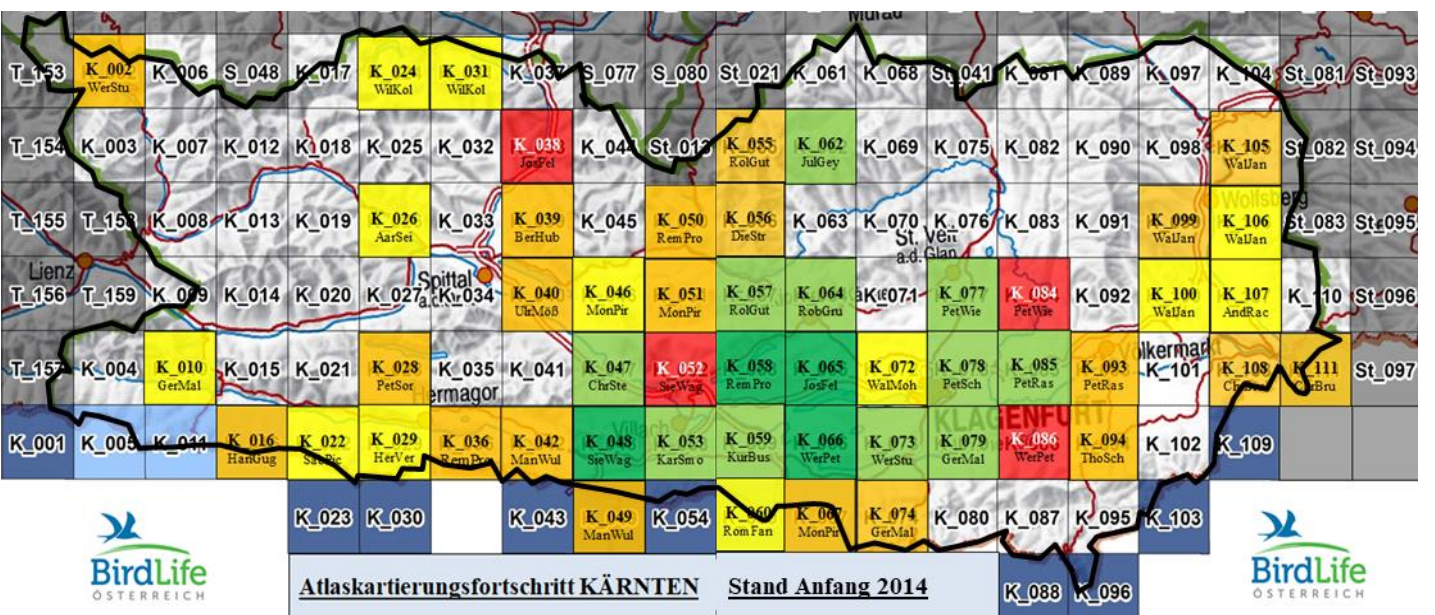 Murau
T_153 K_002 K_006 S_048 K_017 K_024 K_031 K_037 S_077 S_080 St_021 K_061 K_068 St_041 K_081 K_089 K_097 K_104 St_081 St_093
WerStu WilKol WilKol
T_154 K_003 K_007 K_012 K_018 K_025 K_032 K_038 K_044 St_013 K_055 K_062 K_069 K_075 K_082 K_090 K_098 K_105 St_082 St_094
JosFel RolGut JulGey WalJan
Wolfsberg
T_155 T_158 K_008 K_013 K_019 K_026 K_033 K_039 K_045 K_050 K_056 K_063 K_070 K_076 K_083 K_091 K_099 K_106 St_083 St_095
AarSei BerHub RemPro DieStr WalJan WalJan
St. Veit
a.d. Glan
Lienz Spittal
T_156 T_159 K_009 K_014 K_020 K_027 K_034 K_040 K_046 K_051 K_057 K_064 K_071 K_077 K_084 K_092 K_100 K_107 K_110 St_096
UlrMöß MonPir MonPir RolGut RobGru PetWie PetWie WalJan AndRac
Völkermarkt
T_157 K_004 K_010 K_015 K_021 K_028 K_035 K_041 K_047 K_052 K_058 K_065 K_072 K_078 K_085 K_093 K_101 K_108 K_111 St_097
GerMal PetSor ChrSte SieWag RemPro JosFel WalMoh PetSch PetRas PetRas ChrBru ChrBru
Hermagor
KLAGENFURT
Villach
K_001 K_005 K_011 K_016 K_022 K_029 K_036 K_042 K_048 K_053 K_059 K_066 K_073 K_079 K_086 K_094 K_102 K_109
HanGug HerVer RemPro ManWul SieWag KarSmo KurBus WerPet WerStu GerMal WerPet ThoSch
K_023 K_030 K_043 K_049 K_054 K_060 K_067 K_074 K_080 K_087 K_095 K_103
ManWul RomFan MonPir GerMal
BirdLife
ÖSTERREICH
Atlaskartierungsfortschritt KÄRNTEN Stand Anfang 2014
K_088 K_096
BirdLife
ÖSTERREICH